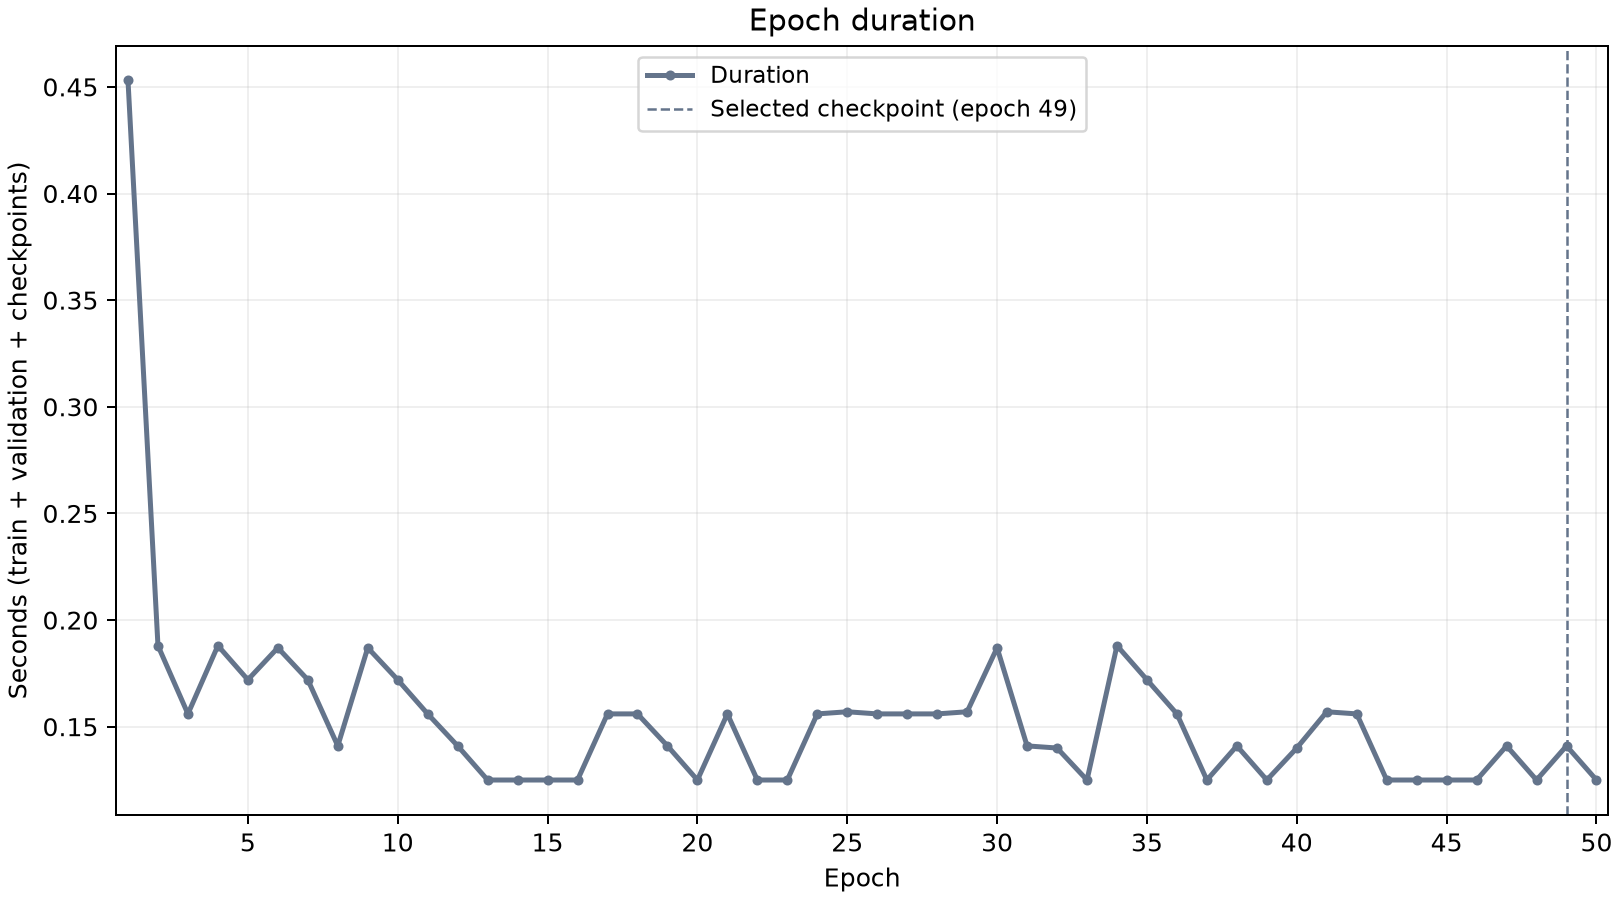 Epoch duration
Duration
Selected checkpoint (epoch 49)
Seconds (train + validation + checkpoints)
0.45
0.40
0.35
0.30
0.25
0.20
0.15
5 10 15 20 25 30 35 40 45 50
Epoch